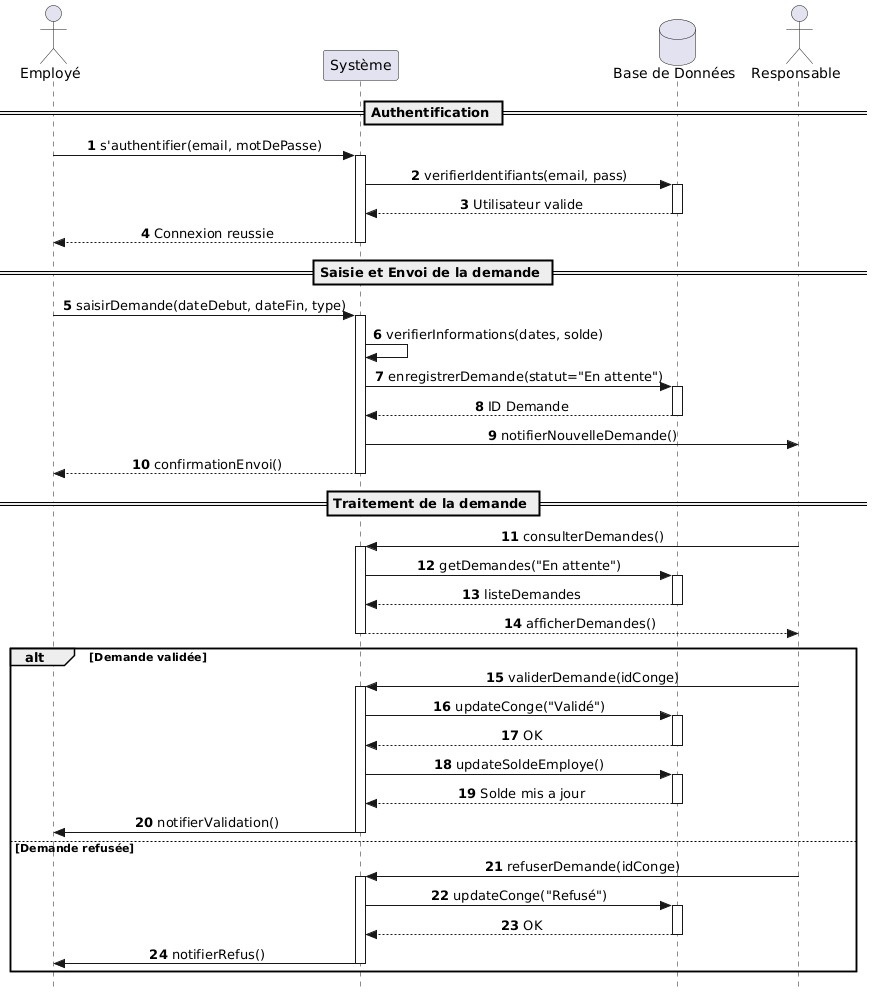 Employé
Système
Base de Données
Responsable
Authentification
1 s'authentifier(email, motDePasse)
2 verifierIdentifiants(email, pass)
3 Utilisateur valide
4 Connexion reussie
Saisie et Envoi de la demande
5 saisirDemande(dateDebut, dateFin, type)
6 verifierInformations(dates, solde)
7 enregistrerDemande(statut="En attente")
8 ID Demande
9 notifierNouvelleDemande()
10 confirmationEnvoi()
Traitement de la demande
11 consulterDemandes()
12 getDemandes("En attente")
13 listeDemandes
14 afficherDemandes()
alt [Demande validée]
15 validerDemande(idConge)
16 updateConge("Validé")
17 OK
18 updateSoldeEmploye()
19 Solde mis a jour
20 notifierValidation()
[Demande refusée]
21 refuserDemande(idConge)
22 updateConge("Refusé")
23 OK
24 notifierRefus()